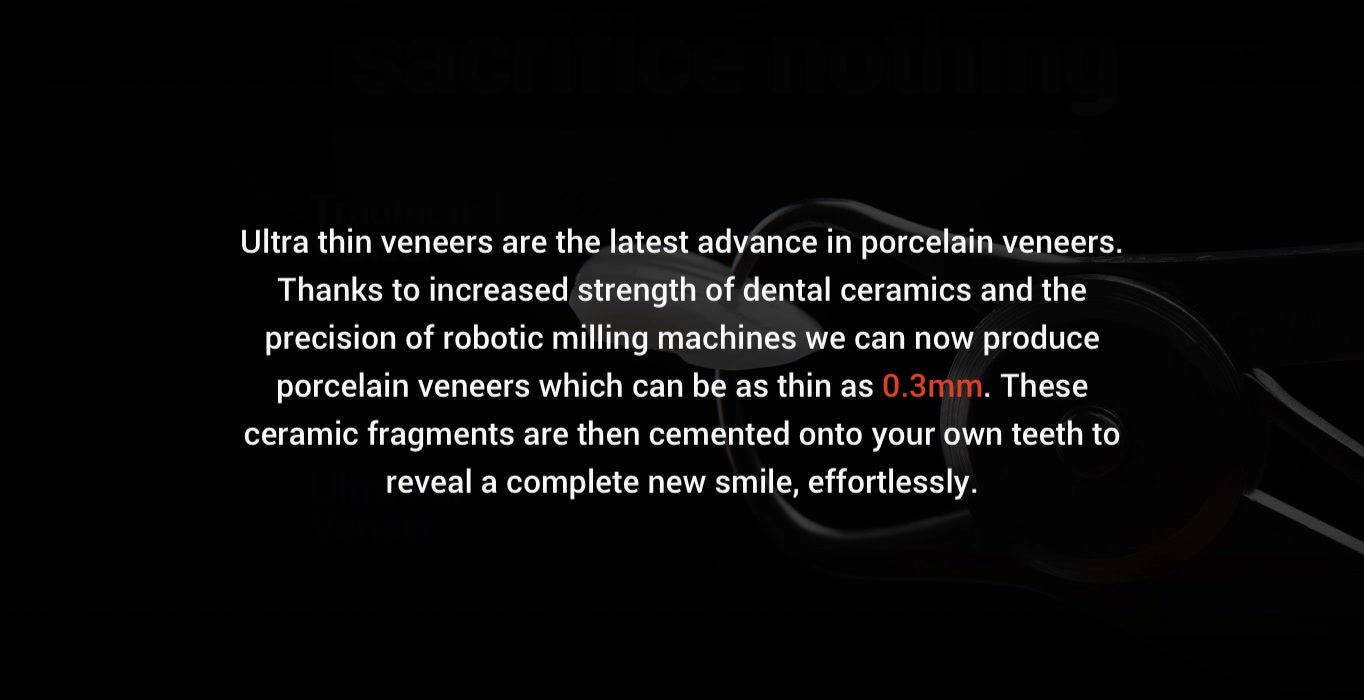 sacrifice nothing
Traditional
Ultra thin veneers are the latest advance in porcelain veneers.
Thanks to increased strength of dental ceramics and the
precision of robotic milling machines we can now produce
porcelain veneers which can be as thin as 0.3mm. These
ceramic fragments are then cemented onto your own teeth to
reveal a complete new smile, effortlessly.
Veneer